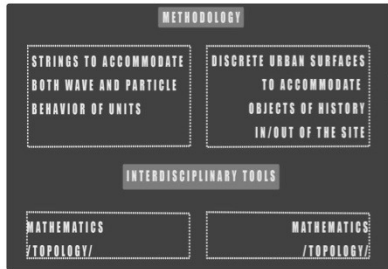 METHODOLOGY
STRINGS TO ACCOMMODATE
BOTH WAVE AND PARTICLE
BEHAVIOR OF UNITS
DISCRETE URBAN SURFACES
TO ACCOMMODATE
OBJECTS OF HISTORY
IN/OUT OF THE SITE
INTERDISCIPLINARY TOOLS
MATHEMATICS
/TOPOLOGY/
MATHEMATICS
/TOPOLOGY/